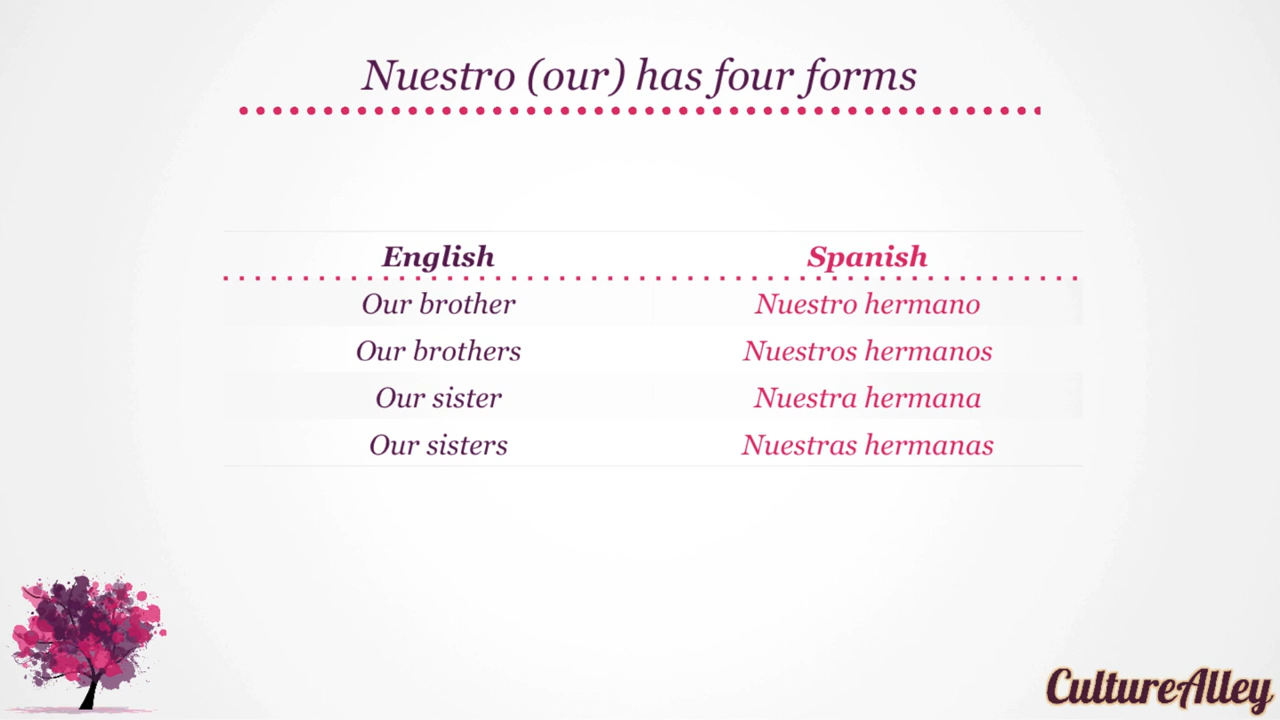 Nuestro (our) has four forms
English Spanish
Our brother Nuestro hermano
Our brothers Nuestros hermanos
Our sister Nuestra hermana
Our sisters Nuestras hermanas
CultureAlley